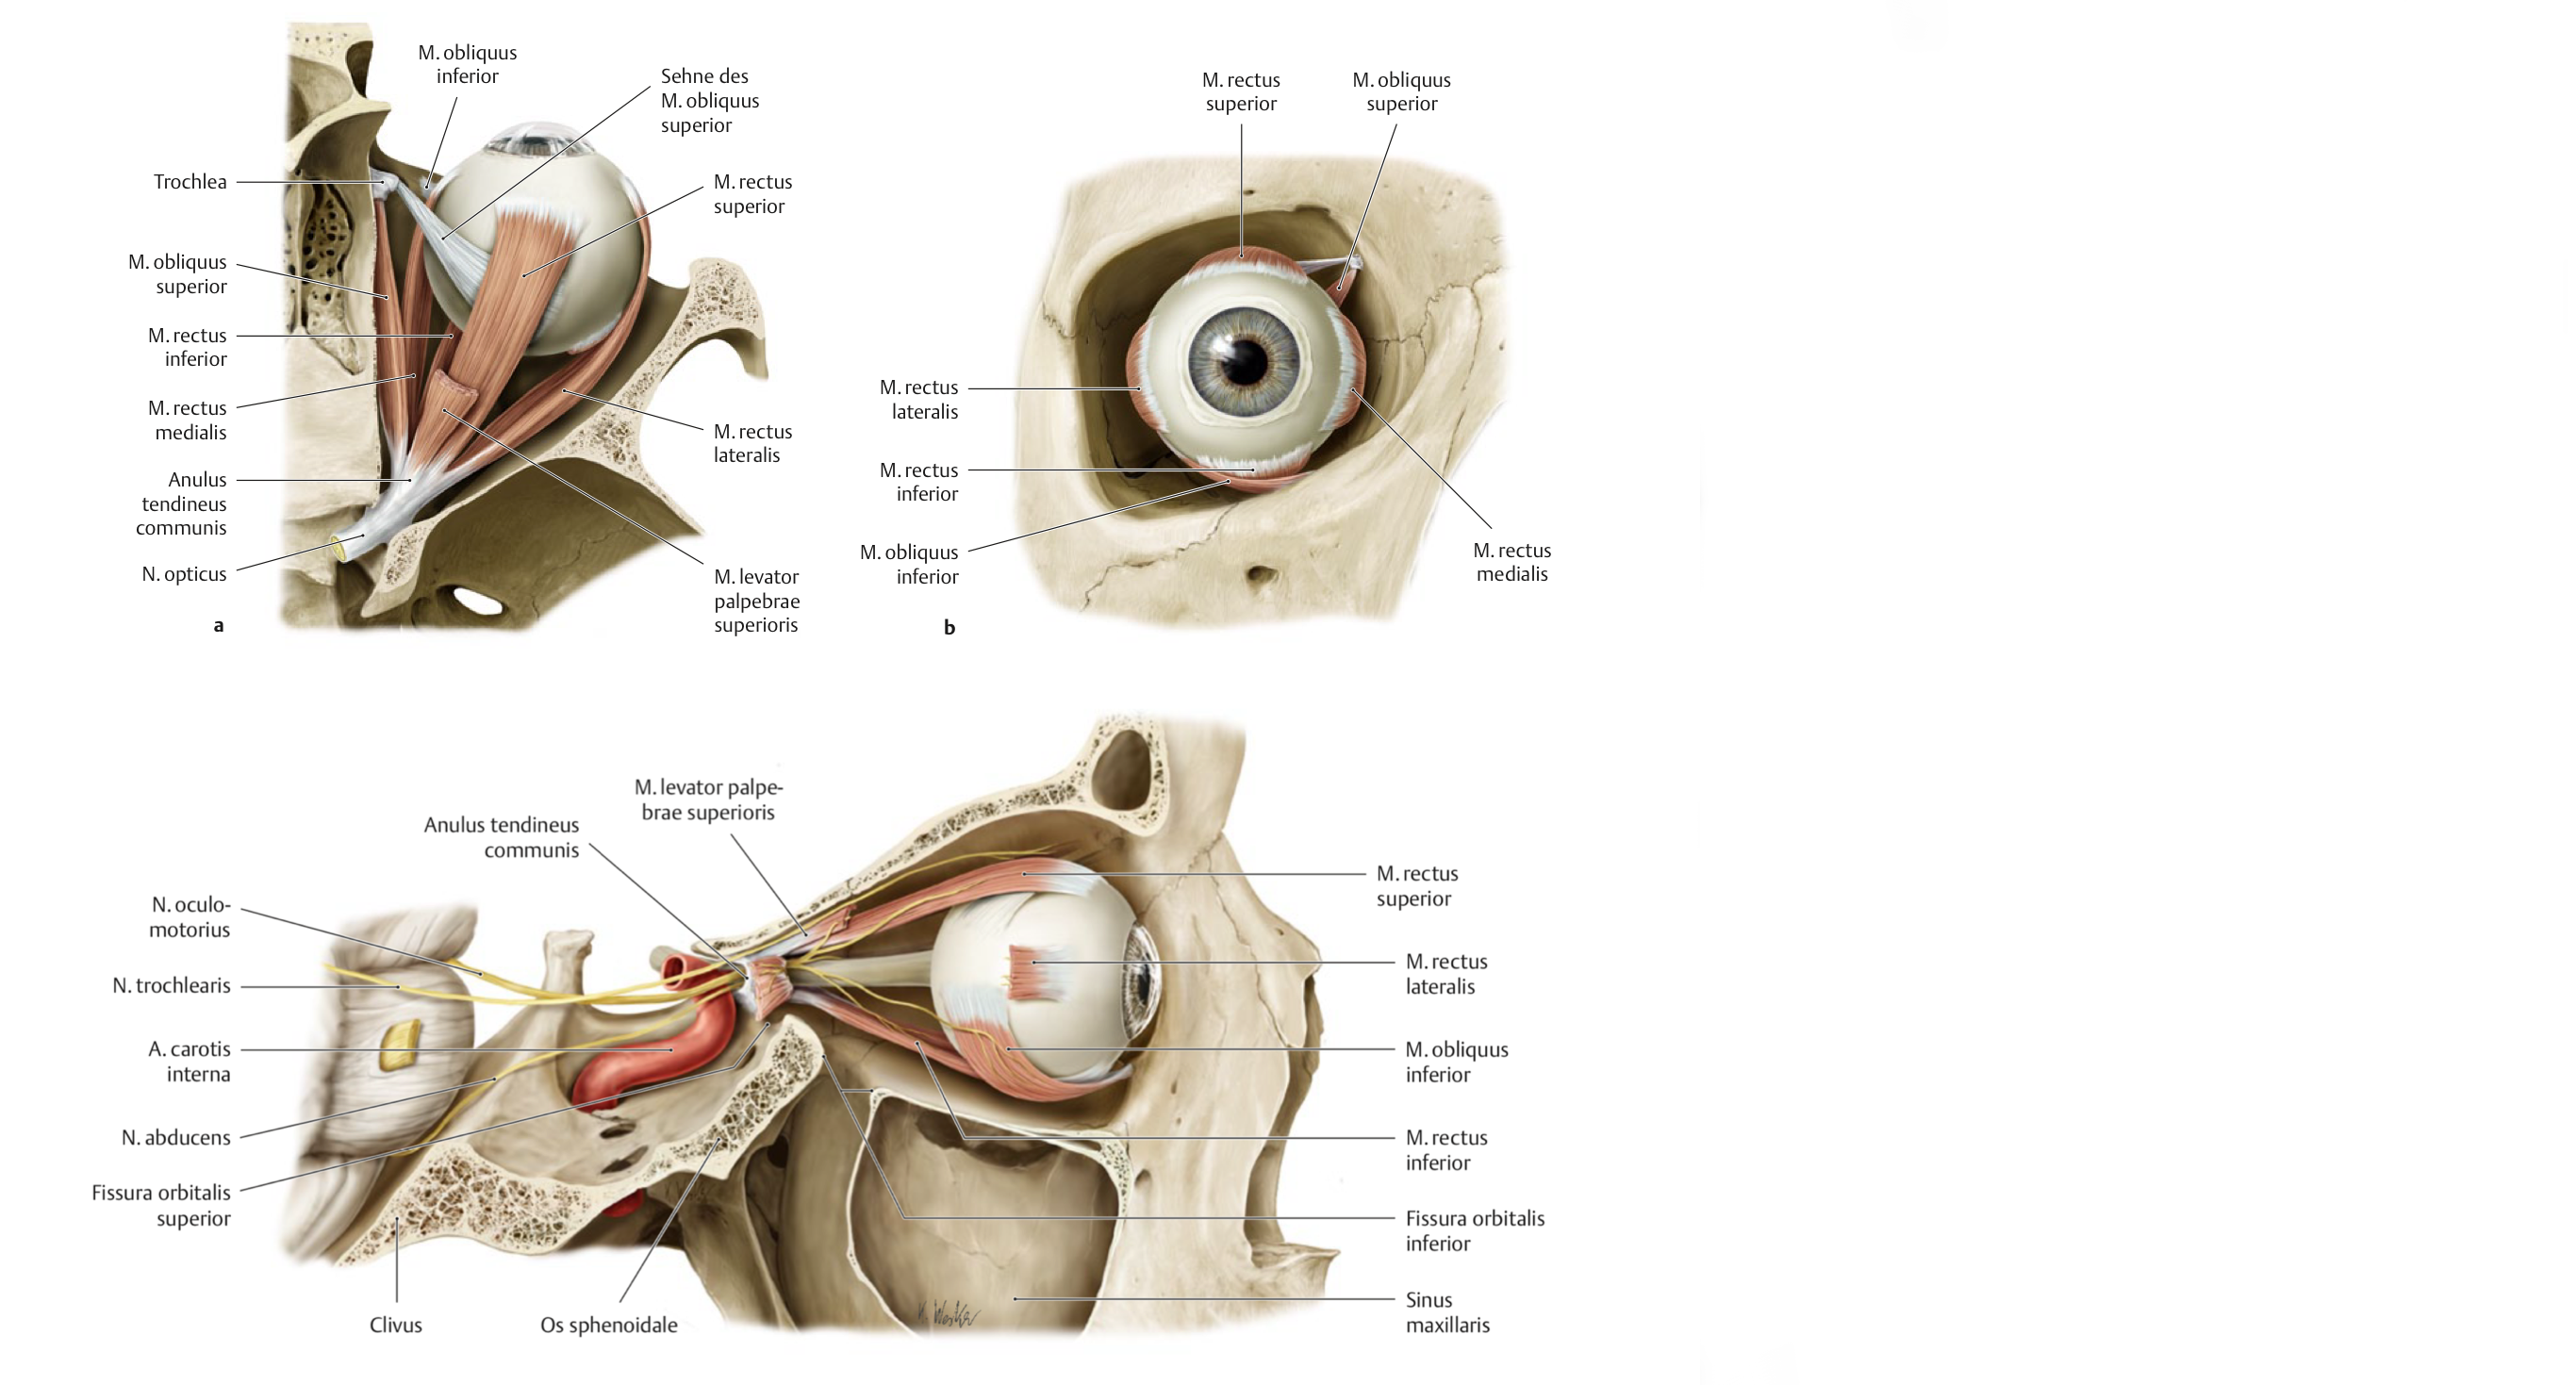 M. obliquus
inferior
Sehne des
M. obliquus
superior
Trochlea
M. rectus
superior
M. obliquus
superior
M. rectus
inferior
M. rectus
medialis
M. rectus
lateralis
Anulus
tendineus
communis
N. opticus
M. levator
palpebrae
superioris
a
M. rectus
superior
M. obliquus
superior
M. rectus
lateralis
M. rectus
inferior
M. obliquus
inferior
M. rectus
medialis
b
M. levator palpe-
brae superioris
Anulus tendineus
communis
N. oculo-
motorius
N. trochlearis
A. carotis
interna
N. abducens
Fissura orbitalis
superior
Clivus
Os sphenoidale
M. rectus
superior
M. rectus
lateralis
M. obliquus
inferior
M. rectus
inferior
Fissura orbitalis
inferior
Sinus
maxillaris